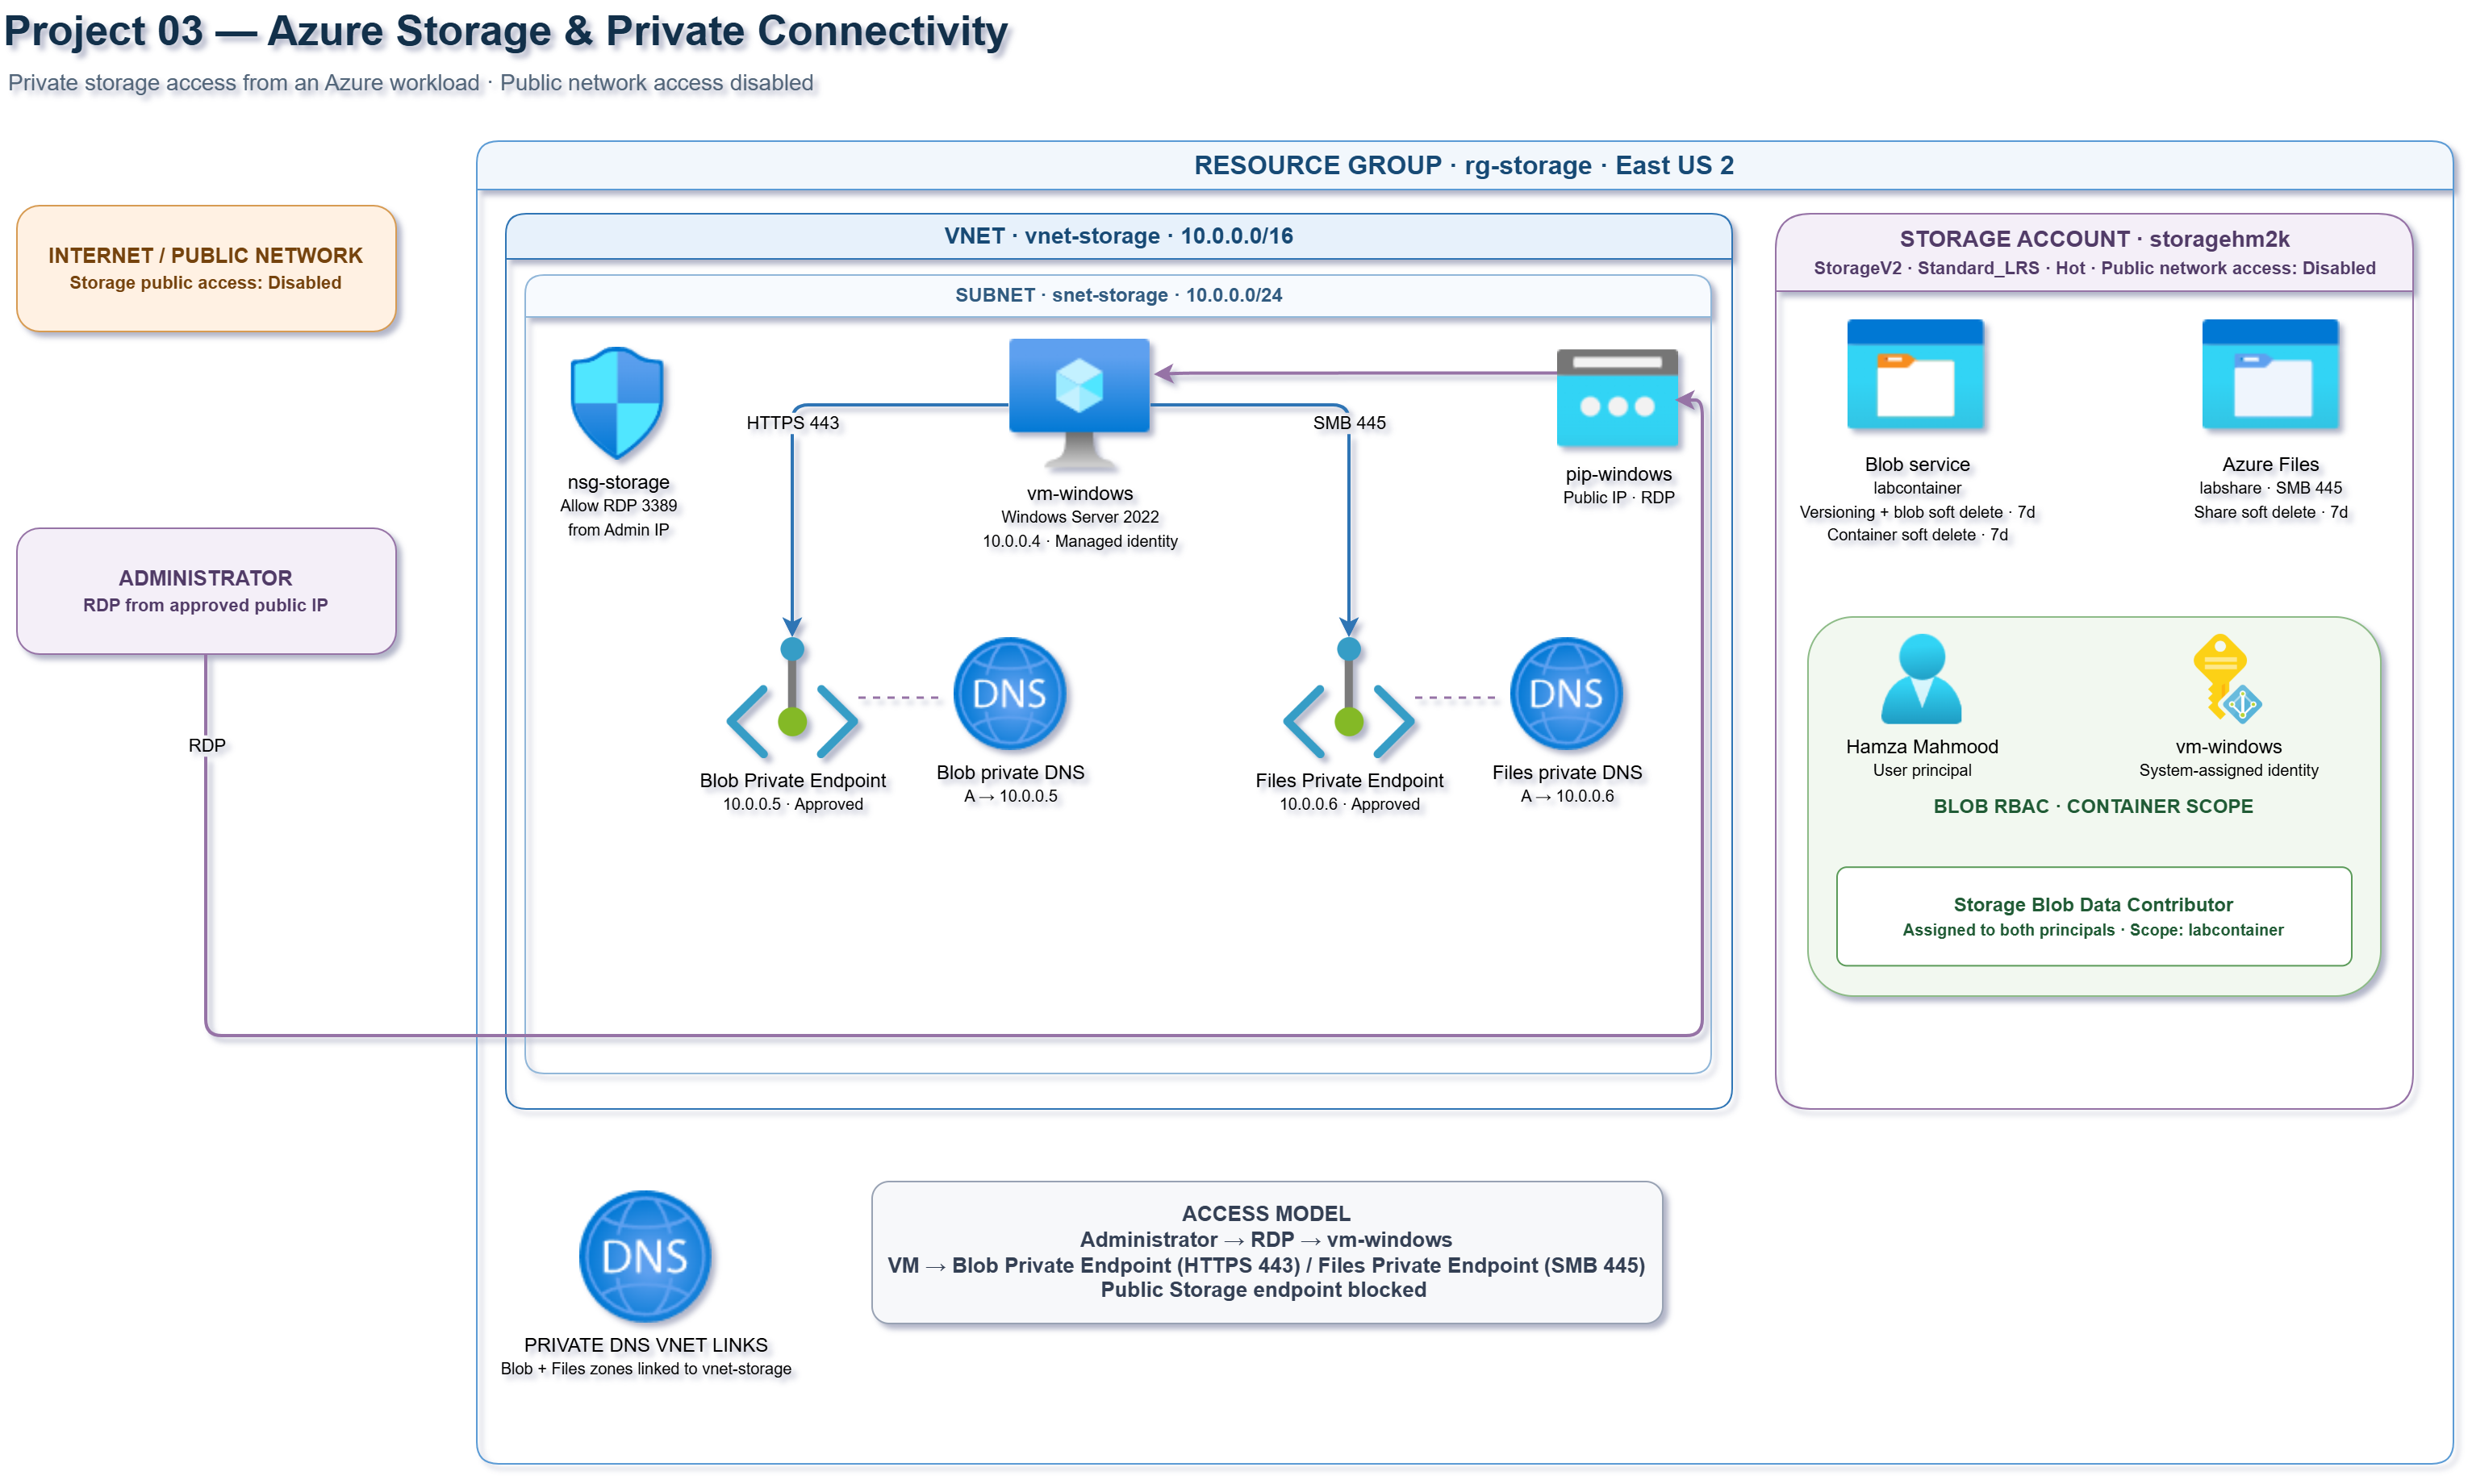 Project 03 — Azure Storage & Private Connectivity
Private storage access from an Azure workload · Public network access disabled
RESOURCE GROUP · rg-storage · East US 2
INTERNET / PUBLIC NETWORK
Storage public access: Disabled
ADMINISTRATOR
RDP from approved public IP
RDP
VNET · vnet-storage · 10.0.0.0/16
SUBNET · snet-storage · 10.0.0.0/24
nsg-storage
Allow RDP 3389
from Admin IP
HTTPS 443
vm-windows
Windows Server 2022
10.0.0.4 · Managed identity
SMB 445
pip-windows
Public IP · RDP
Blob Private Endpoint
10.0.0.5 · Approved
DNS
Blob private DNS
A → 10.0.0.5
Files Private Endpoint
10.0.0.6 · Approved
DNS
Files private DNS
A → 10.0.0.6
STORAGE ACCOUNT · storagehm2k
StorageV2 · Standard_LRS · Hot · Public network access: Disabled
Blob service
labcontainer
Versioning + blob soft delete · 7d
Container soft delete · 7d
Azure Files
labshare · SMB 445
Share soft delete · 7d
Hamza Mahmood
User principal
vm-windows
System-assigned identity
BLOB RBAC · CONTAINER SCOPE
Storage Blob Data Contributor
Assigned to both principals · Scope: labcontainer
DNS
PRIVATE DNS VNET LINKS
Blob + Files zones linked to vnet-storage
ACCESS MODEL
Administrator → RDP → vm-windows
VM → Blob Private Endpoint (HTTPS 443) / Files Private Endpoint (SMB 445)
Public Storage endpoint blocked